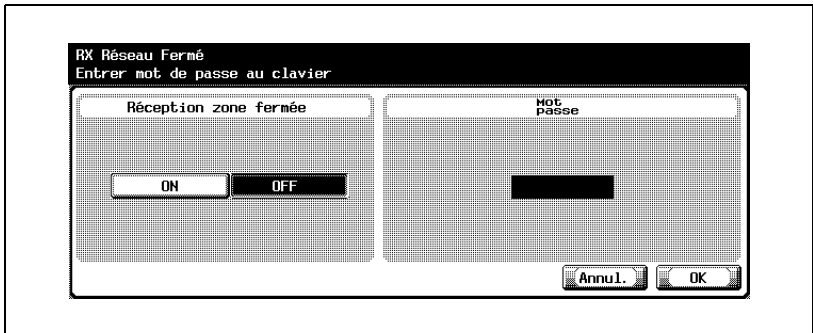 RX Réseau Fermé
Entrer mot de passe au clavier
Réception zone fermée
Mot
passe
ON OFF
Annul. OK